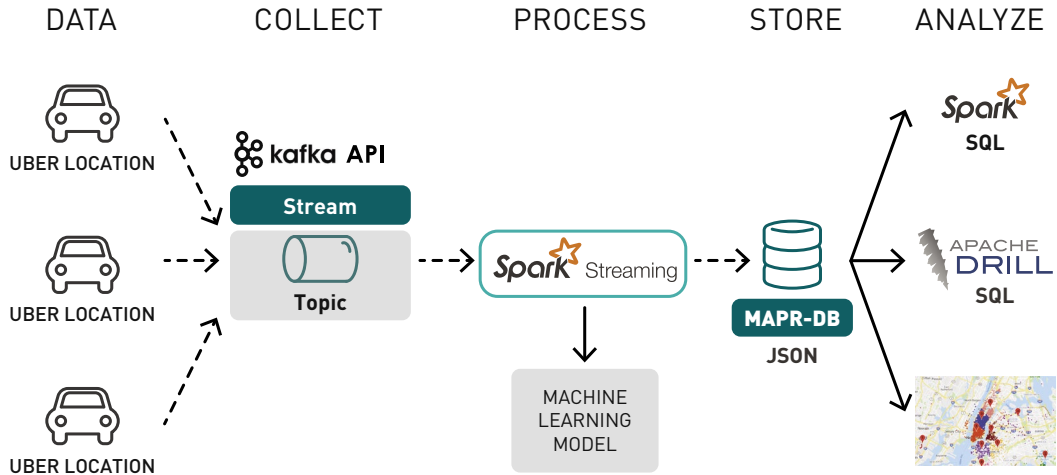 DATA
COLLECT
PROCESS
STORE
ANALYZE
UBER LOCATION
UBER LOCATION
UBER LOCATION
kafka API
Stream
Topic
Spark Streaming
MACHINE
LEARNING
MODEL
MAPR-DB
JSON
Spark
SQL
APACHE
DRILL
SQL